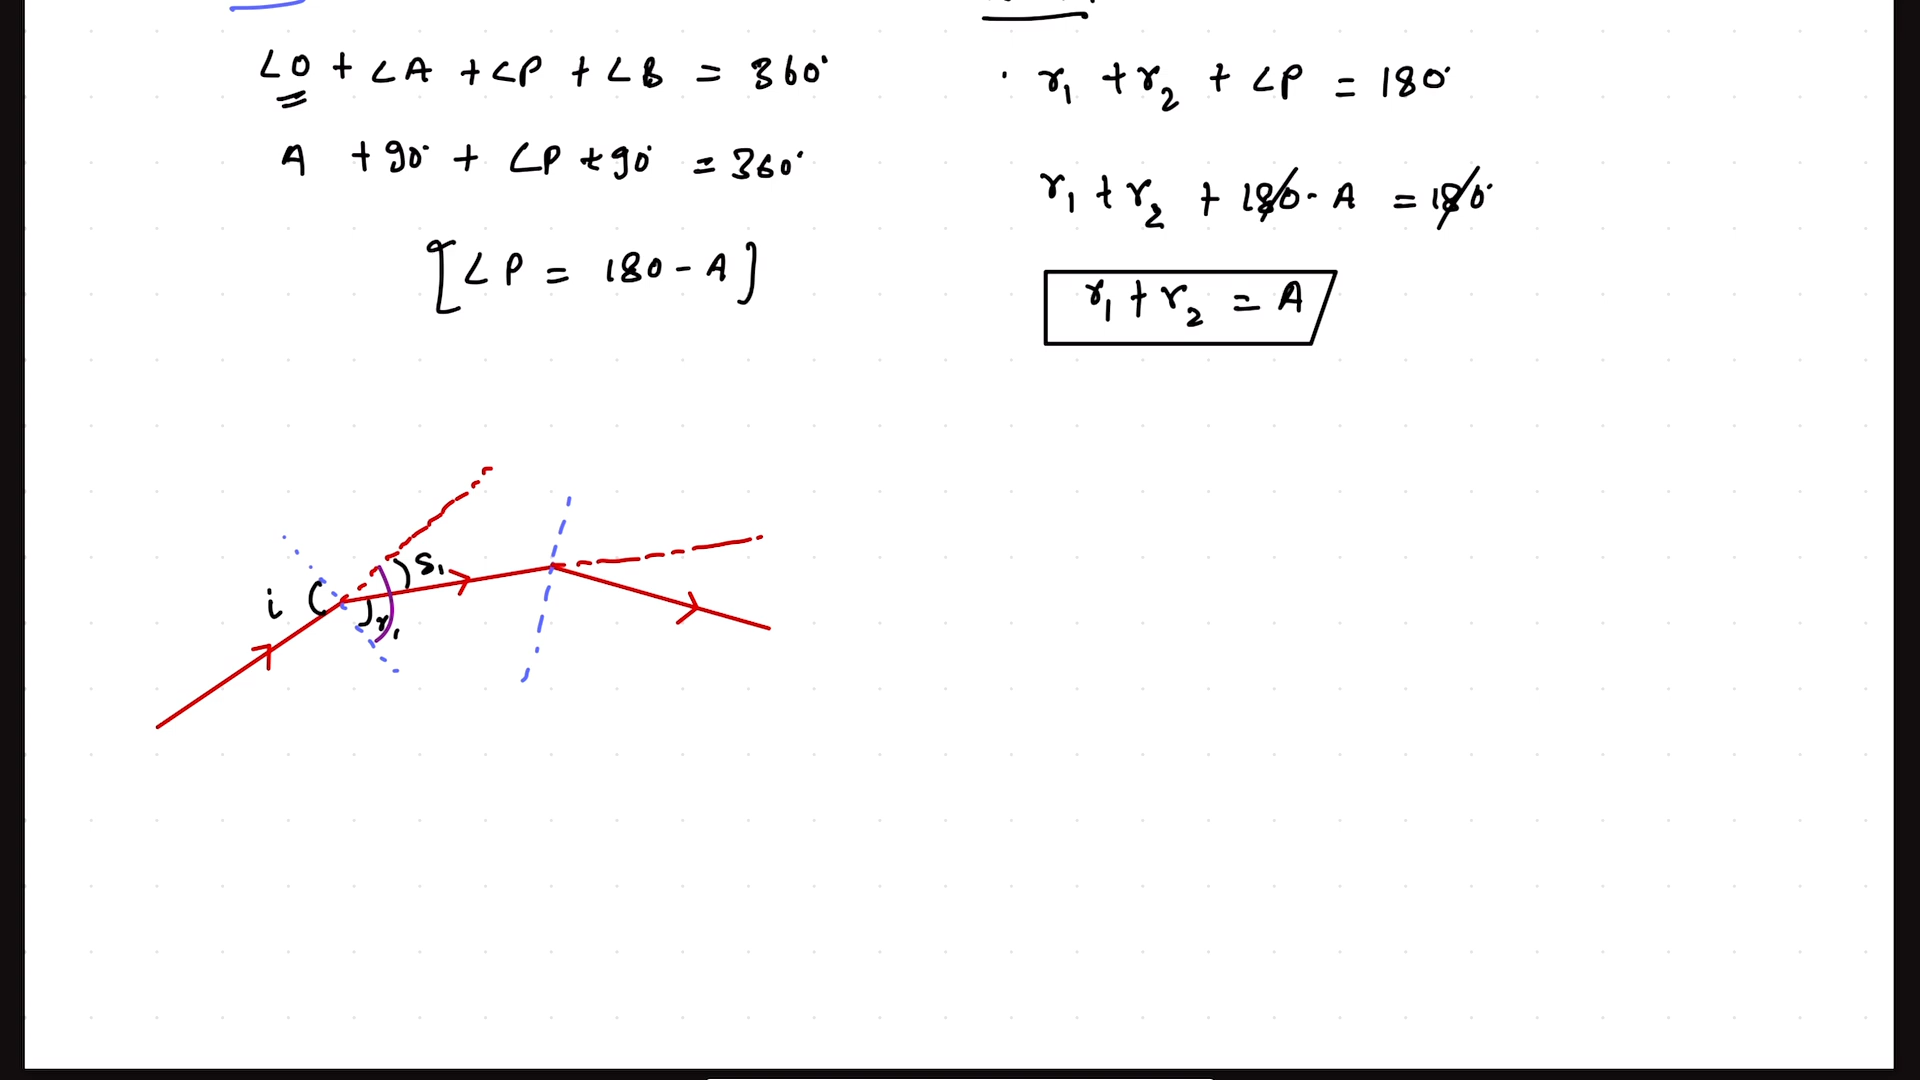 ∠O + ∠A + ∠P + ∠B = 360°
A + 90° + ∠P + 90° = 360°
[∠P = 180 - A]
r₁ + r₂ + ∠P = 180°
r₁ + r₂ + 180 - A = 180°
r₁ + r₂ = A
δ₁
i
r₁